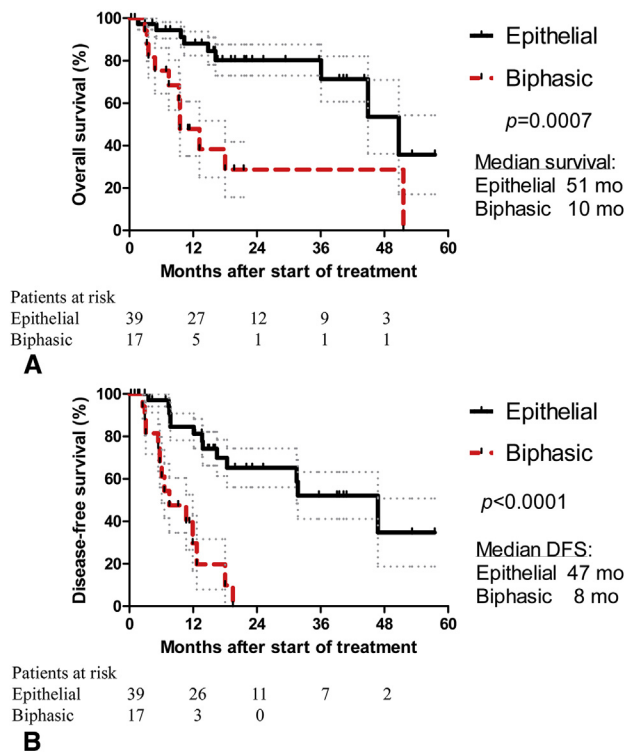 Overall survival (%)
100
80
60
40
20
0
0 12 24 36 48 60
Months after start of treatment
Epithelial
Biphasic
p=0.0007
Median survival:
Epithelial 51 mo
Biphasic 10 mo
Patients at risk
Epithelial 39 27 12 9 3
Biphasic 17 5 1 1 1
A
Disease-free survival (%)
100
80
60
40
20
0
0 12 24 36 48 60
Months after start of treatment
Epithelial
Biphasic
p<0.0001
Median DFS:
Epithelial 47 mo
Biphasic 8 mo
Patients at risk
Epithelial 39 26 11 7 2
Biphasic 17 3 0
B